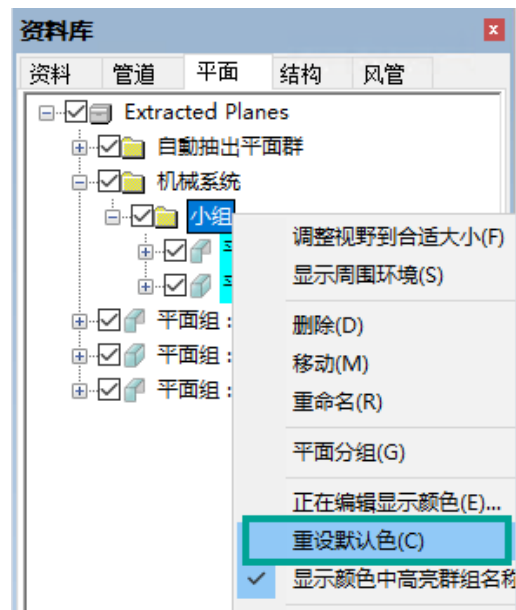 资料库
资料 管道 平面 结构 风管
Extracted Planes
自動抽出平面群
机械系统
小组
平面组：
平面组：
平面组：
调整视野到合适大小(F)
显示周围环境(S)
删除(D)
移动(M)
重命名(R)
平面分组(G)
正在编辑显示颜色(E)...
重设默认色(C)
显示颜色中高亮群组名称